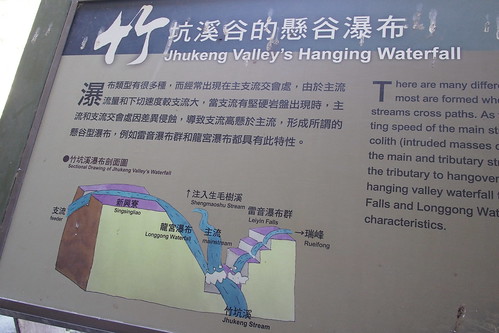 竹坑溪谷的懸谷瀑布
Jhukeng Valley's Hanging Waterfall
瀑布類型有很多種，而經常出現在主支流交會處，由於主流
流量和下切速度較支流大，當支流有堅硬岩盤出現時，主
流和支流交會處因差異侵蝕，導致支流高懸於主流，形成所謂的
懸谷型瀑布，例如雷音瀑布群和龍宮瀑布都具有此特性。
There are many differe
most are formed whe
streams cross paths. As
ting speed of the main st
colith (intruded masses o
the main and tributary st
the tributary to hangover
hanging valley waterfall
Falls and Longgong Wat
characteristics.
●竹坑溪瀑布剖面圖
Sectional Drawing of Jhukeng Valley's Waterfall
支流
feeder
新興寮
Singsingliao
龍宮瀑布
Longgong Waterfall
↑注入生毛樹溪
Shengmaoshu Stream
主流
mainstream
雷音瀑布群
Leiyin Falls
→瑞峰
Rueifong
竹坑溪
Jhukeng Stream